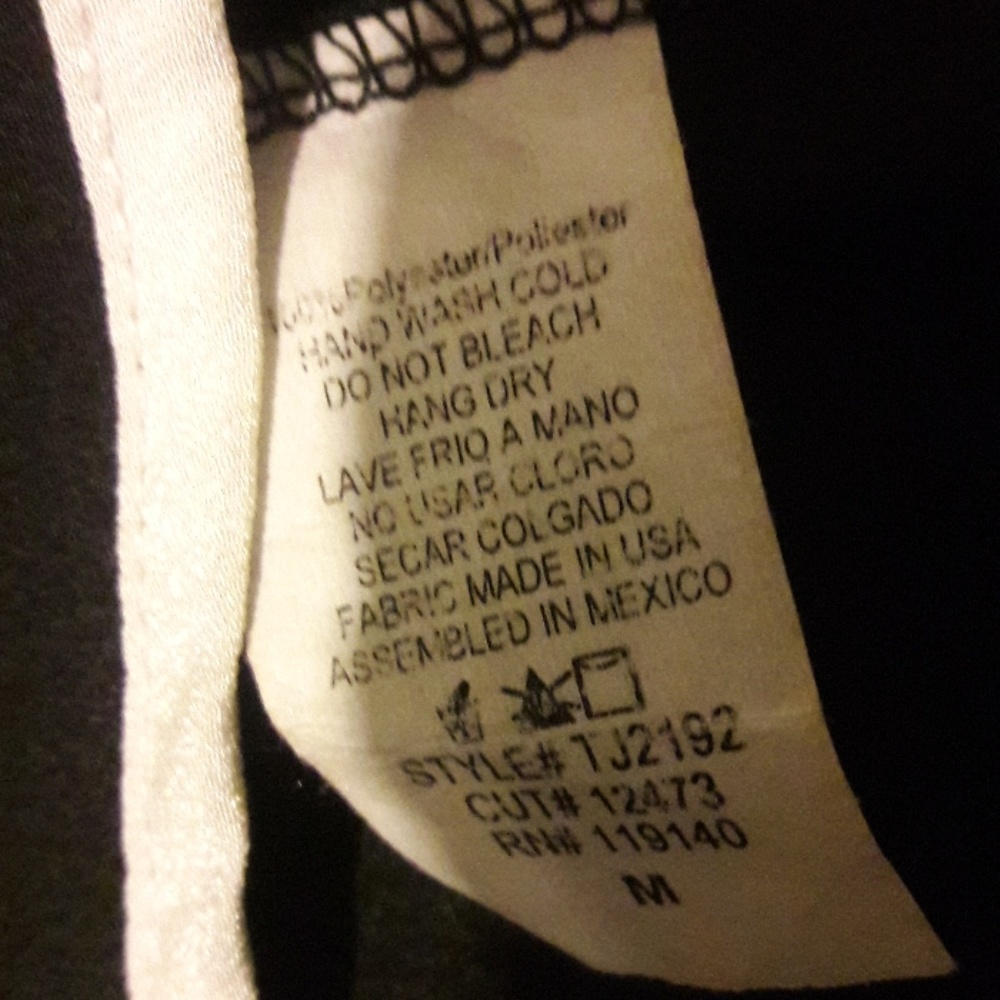 100% Polyester/Poliester
HAND WASH COLD
DO NOT BLEACH
HANG DRY
LAVE FRIO A MANO
NO USAR CLORO
SECAR COLGADO
FABRIC MADE IN USA
ASSEMBLED IN MEXICO
STYLE# TJ2192
CUT# 12473
RN# 119140
M